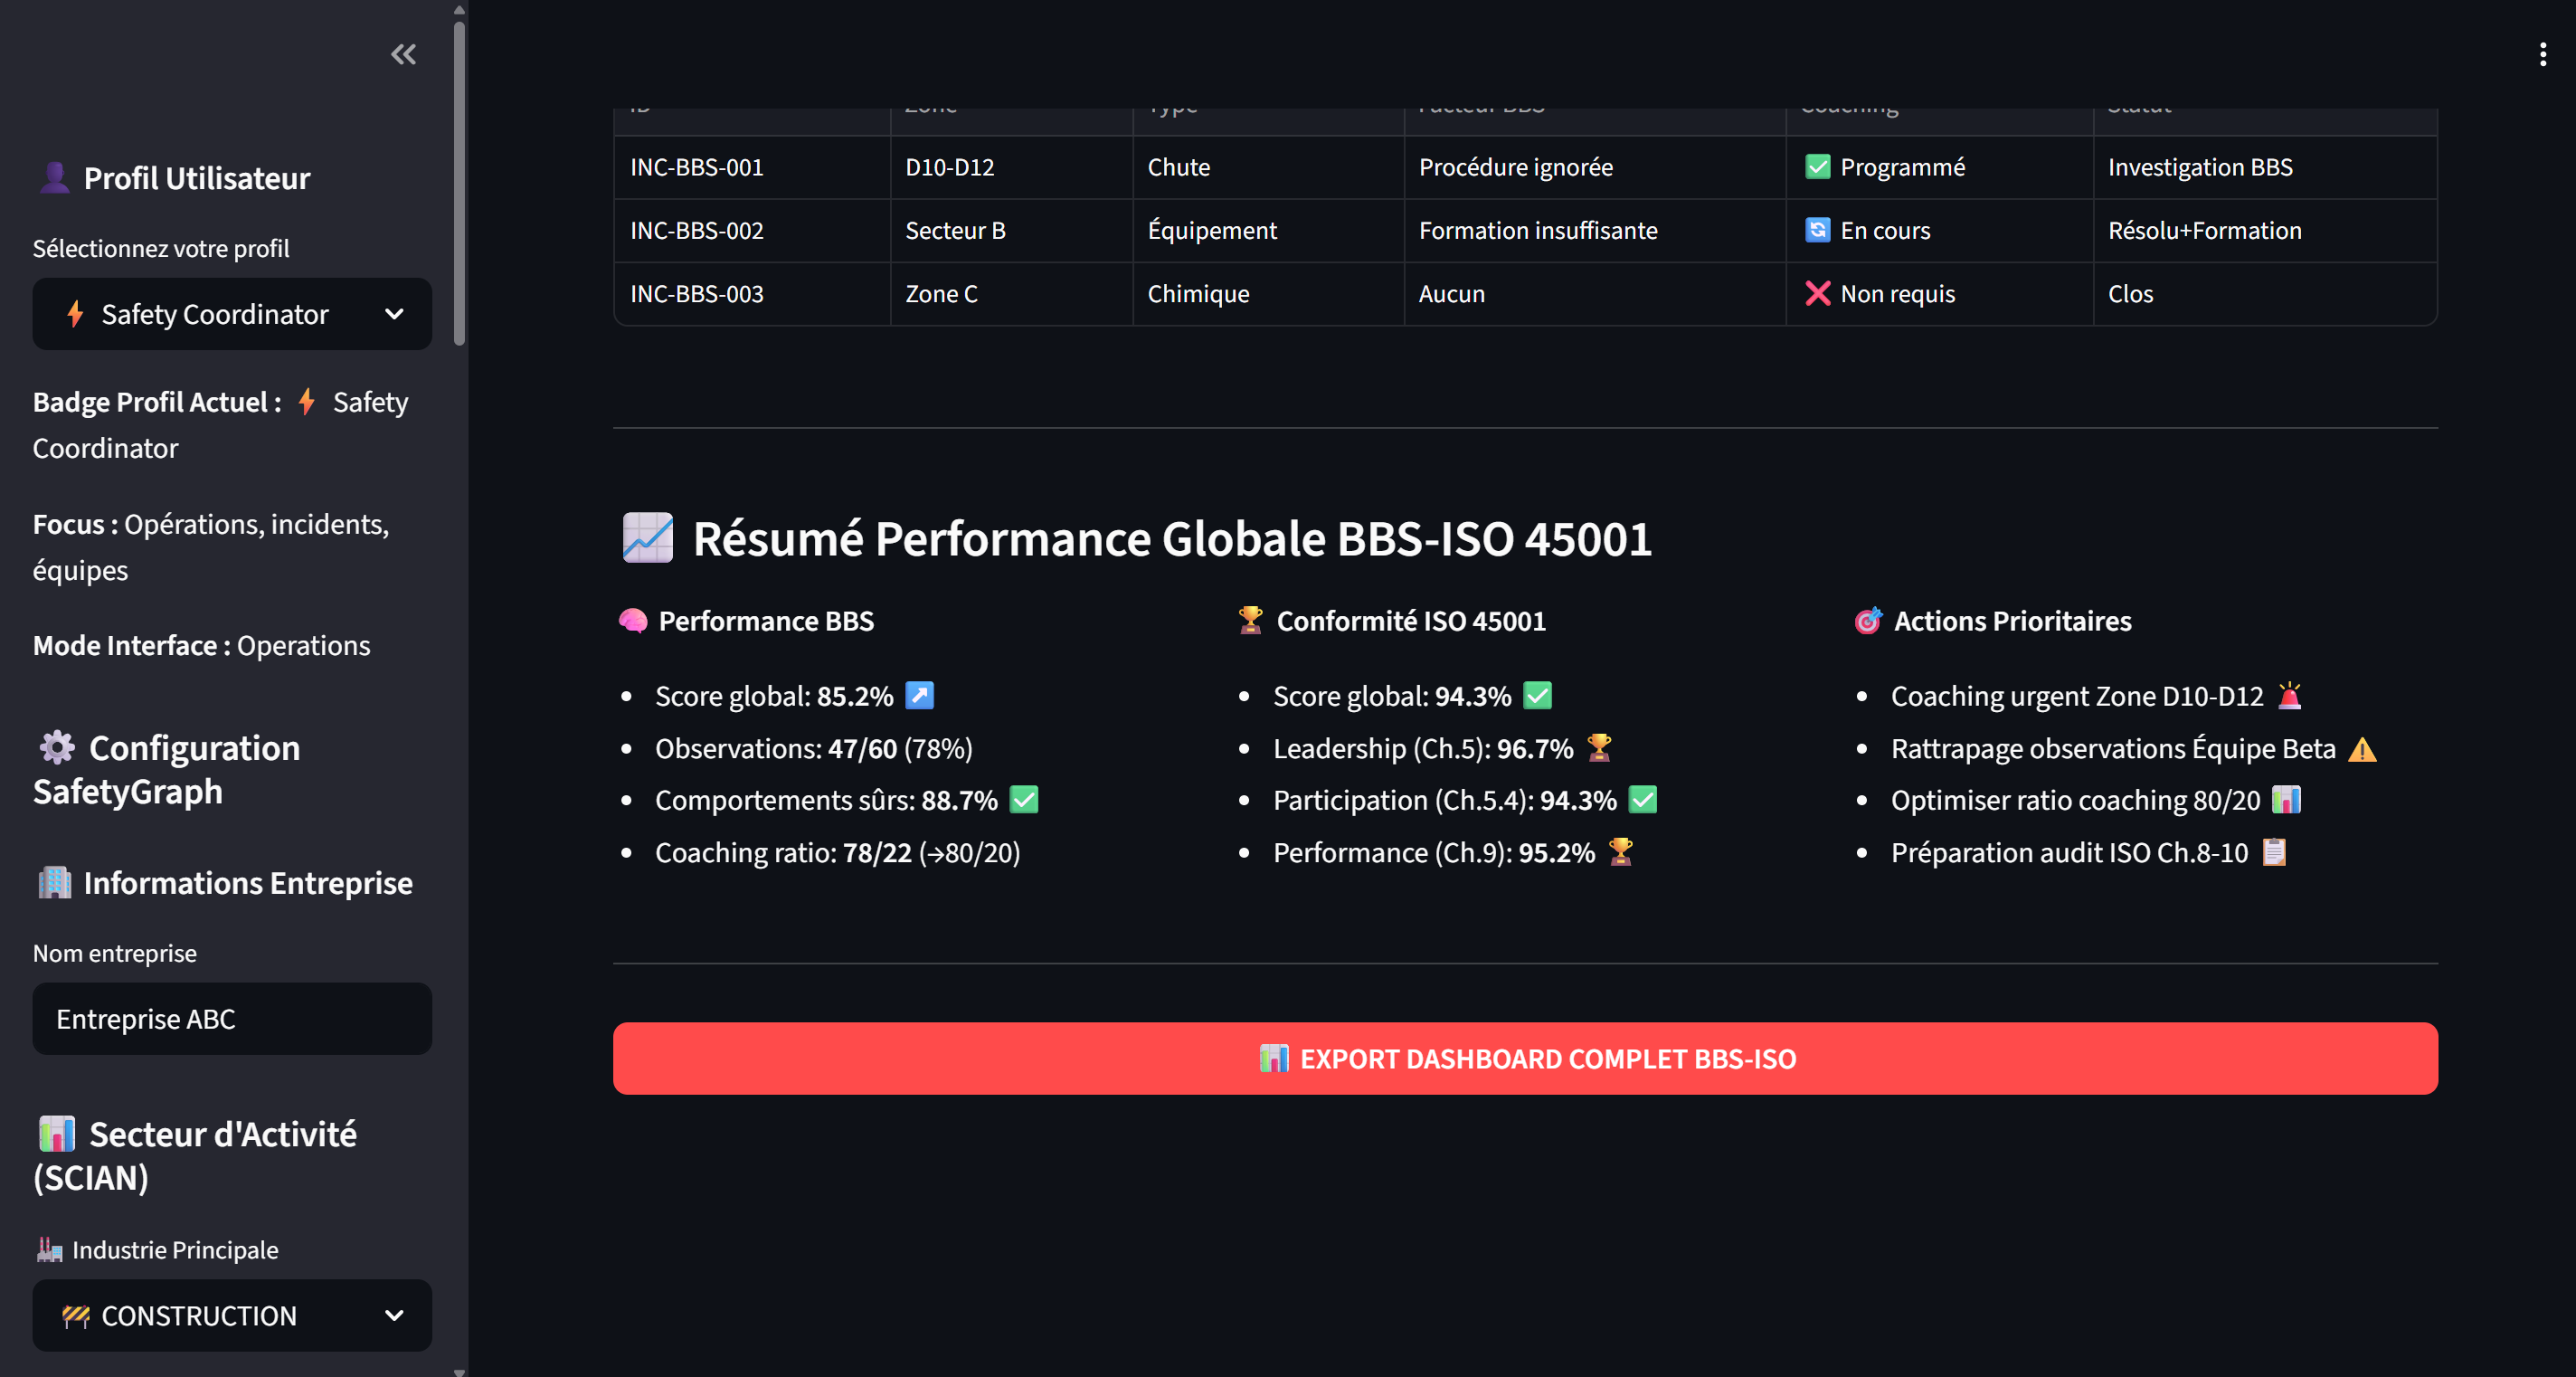 Profil Utilisateur
Sélectionnez votre profil
Safety Coordinator
Badge Profil Actuel : Safety
Coordinator
Focus : Opérations, incidents,
équipes
Mode Interface : Operations
Configuration
SafetyGraph
Informations Entreprise
Nom entreprise
Entreprise ABC
Secteur d'Activité
(SCIAN)
Industrie Principale
CONSTRUCTION
ID Zone Type Facteur BBS Coaching Statut
INC-BBS-001 D10-D12 Chute Procédure ignorée ✅ Programmé Investigation BBS
INC-BBS-002 Secteur B Équipement Formation insuffisante 🔄 En cours Résolu+Formation
INC-BBS-003 Zone C Chimique Aucun ❌ Non requis Clos
Résumé Performance Globale BBS-ISO 45001
Performance BBS
Score global: 85.2%
Observations: 47/60 (78%)
Comportements sûrs: 88.7% ✅
Coaching ratio: 78/22 (→80/20)
Conformité ISO 45001
Score global: 94.3% ✅
Leadership (Ch.5): 96.7%
Participation (Ch.5.4): 94.3% ✅
Performance (Ch.9): 95.2%
Actions Prioritaires
Coaching urgent Zone D10-D12
Rattrapage observations Équipe Beta
Optimiser ratio coaching 80/20
Préparation audit ISO Ch.8-10
EXPORT DASHBOARD COMPLET BBS-ISO